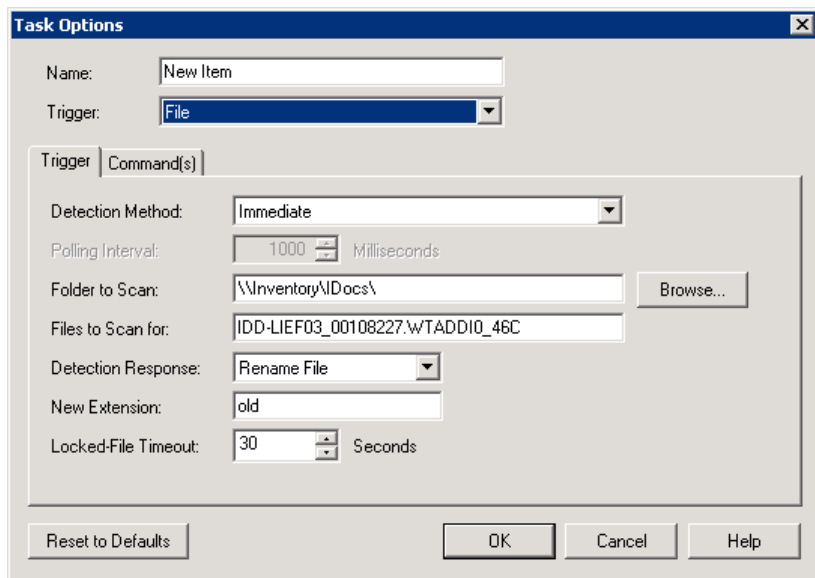 Task Options
Name: New Item
Trigger: File
Trigger Command(s)
Detection Method: Immediate
Polling Interval: 1000 Milliseconds
Folder to Scan: \\Inventory\IDocs\ Browse...
Files to Scan for: IDD-LIEF03_00108227.WTADDI0_46C
Detection Response: Rename File
New Extension: old
Locked-File Timeout: 30 Seconds
Reset to Defaults OK Cancel Help